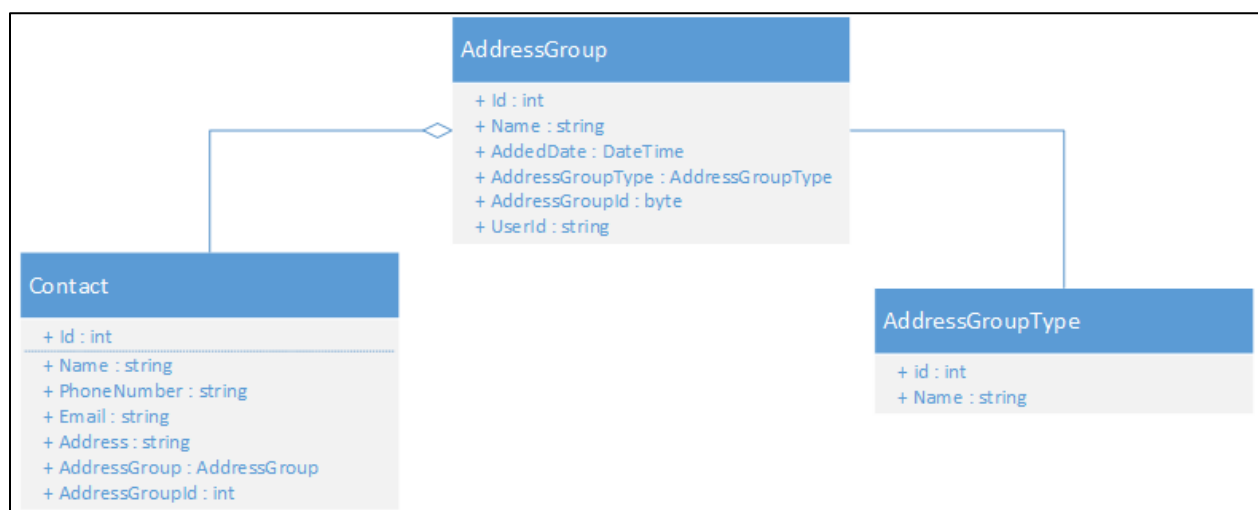 AddressGroup
+ Id : int
+ Name : string
+ AddedDate : DateTime
+ AddressGroupType : AddressGroupType
+ AddressGroupId : byte
+ UserId : string
Contact
+ Id : int
+ Name : string
+ PhoneNumber : string
+ Email : string
+ Address : string
+ AddressGroup : AddressGroup
+ AddressGroupId : int
AddressGroupType
+ id : int
+ Name : string